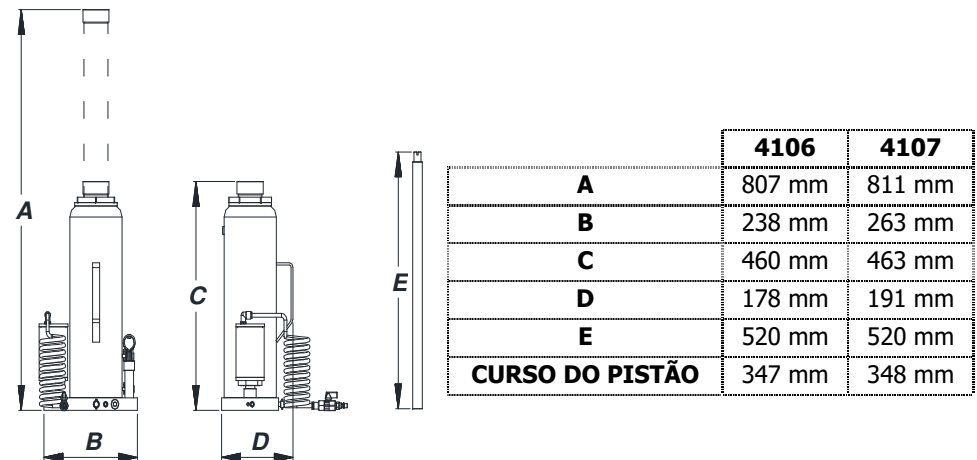 A
B
C
D
E
4106 4107
A 807 mm 811 mm
B 238 mm 263 mm
C 460 mm 463 mm
D 178 mm 191 mm
E 520 mm 520 mm
CURSO DO PISTÃO 347 mm 348 mm